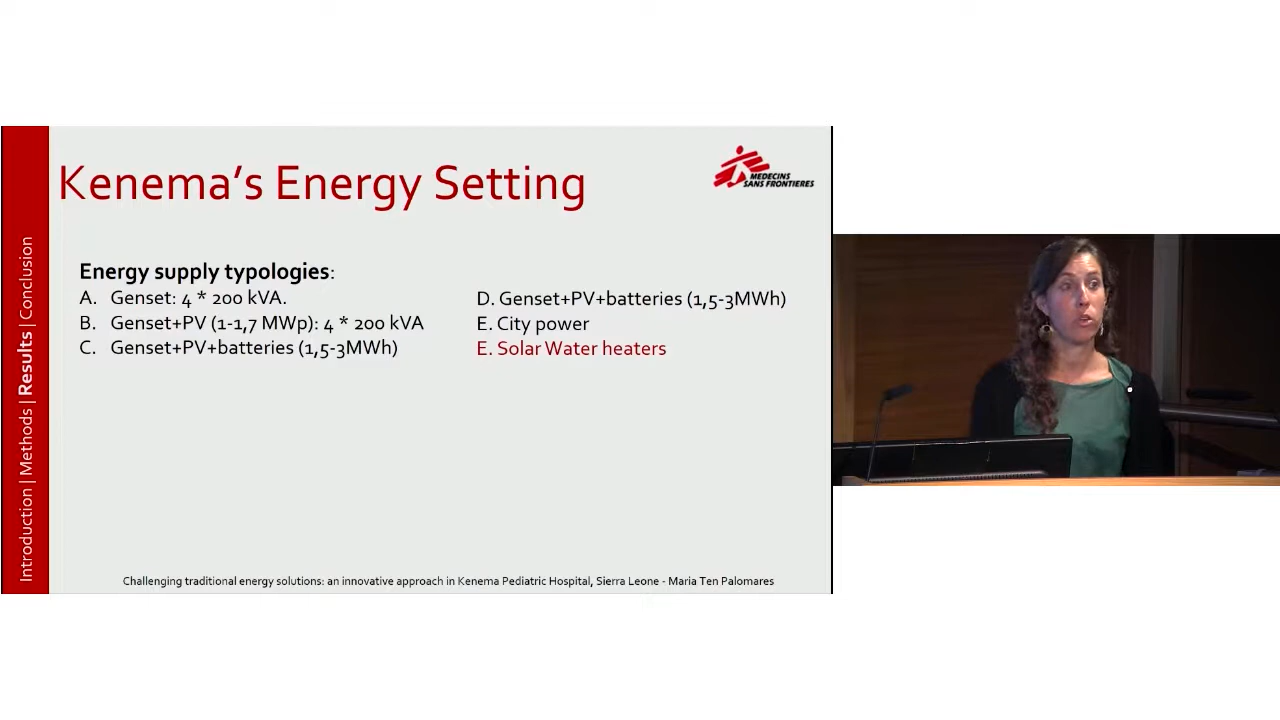 Kenema's Energy Setting
MEDECINS
SANS FRONTIERES
Introduction | Methods | Results | Conclusion
Energy supply typologies:
A. Genset: 4 * 200 kVA.
B. Genset+PV (1-1,7 MWp): 4 * 200 kVA
C. Genset+PV+batteries (1,5-3MWh)
D. Genset+PV+batteries (1,5-3MWh)
E. City power
E. Solar Water heaters
Challenging traditional energy solutions: an innovative approach in Kenema Pediatric Hospital, Sierra Leone - Maria Ten Palomares